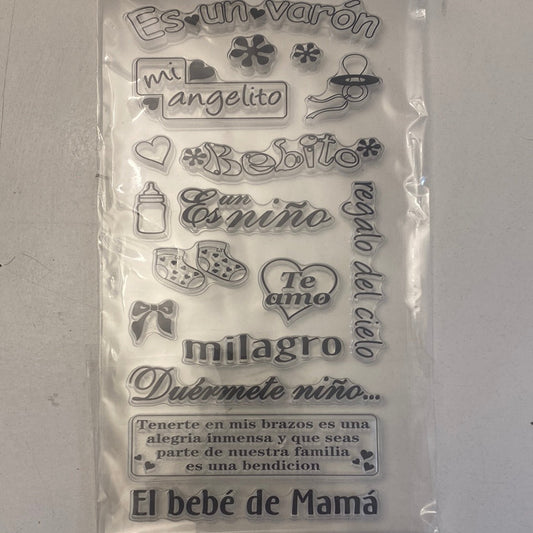 Es un varón
mi
angelito
Bebito
Es un niño
regalo del cielo
Te
amo
milagro
Duérmete niño...
Tenerte en mis brazos es una
alegria inmensa y que seas
parte de nuestra familia
es una bendicion
El bebé de Mamá